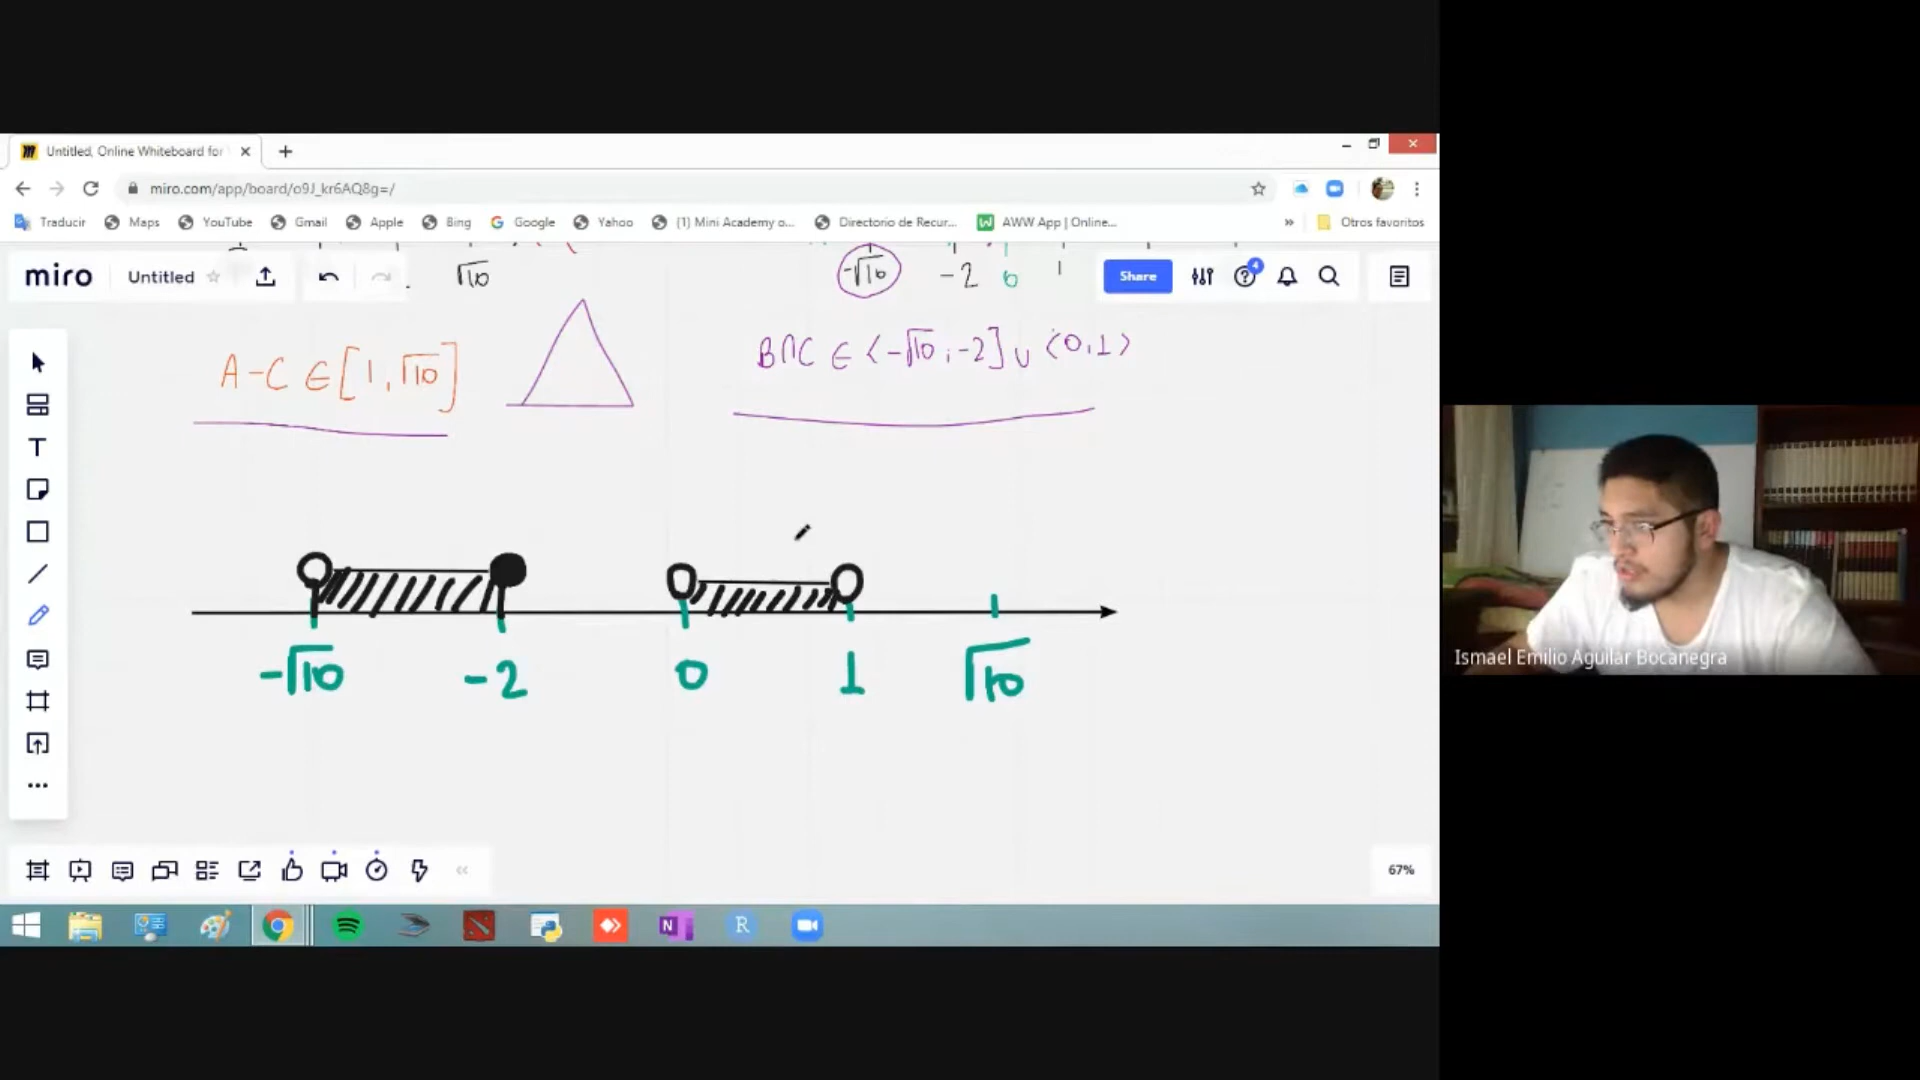 Untitled, Online Whiteboard for
miro.com/app/board/o9J_kr6AQ8g=/
Traducir Maps YouTube Gmail Apple Bing Google Yahoo (1) Mini Academy o... Directorio de Recur... AWW App | Online... » Otros favoritos
miro Untitled
√10
-√10 -2 0 1
Share
4
A-C ∈ [1,√10]
B∩C ∈ ⟨-√10,-2] ∪ ⟨0,1⟩
-√10 -2 0 1 √10
Ismael Emilio Aguilar Bocanegra
67%